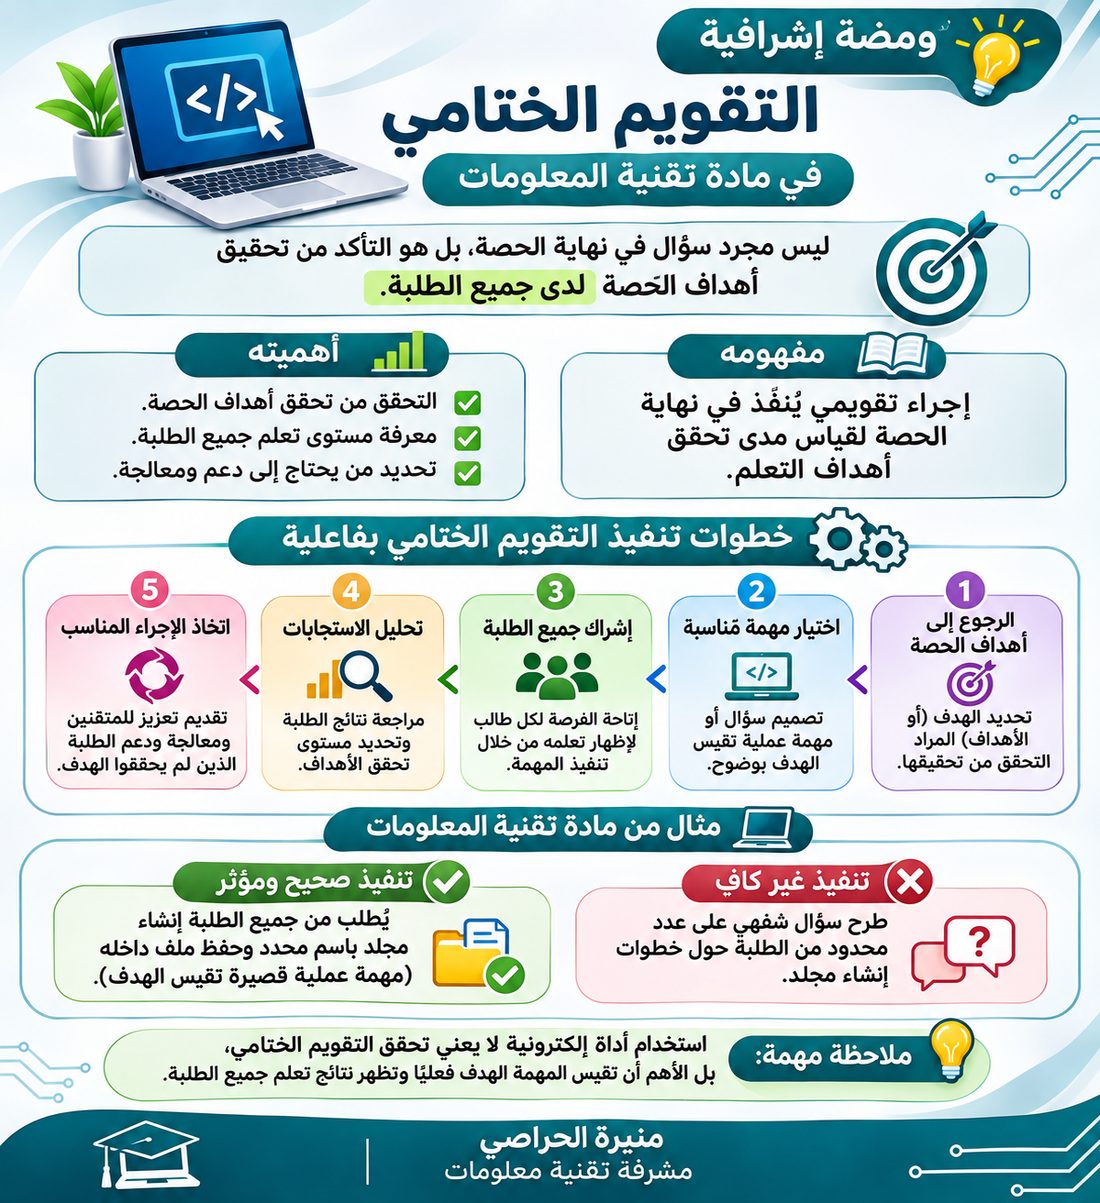 ومضة إشرافية
التقويم الختامي
في مادة تقنية المعلومات
ليس مجرد سؤال في نهاية الحصة، بل هو التأكد من تحقيق
أهداف الحَصة لدى جميع الطلبة.
مفهومه
إجراء تقويمي يُنفَّذ في نهاية
الحصة لقياس مدى تحقق
أهداف التعلم.
أهميته
التحقق من تحقق أهداف الحصة.
معرفة مستوى تعلم جميع الطلبة.
تحديد من يحتاج إلى دعم ومعالجة.
خطوات تنفيذ التقويم الختامي بفاعلية
1
الرجوع إلى
أهداف الحصة
تحديد الهدف (أو
الأهداف) المراد
التحقق من تحقيقها.
2
اختيار مهمة مًناسبة
</>
تصميم سؤال أو
مهمة عملية تقيس
الهدف بوضوح.
3
إشراك جميع الطلبة
إتاحة الفرصة لكل طالب
لإظهار تعلمه من خلال
تنفيذ المهمة.
4
تحليل الاستجابات
مراجعة نتائج الطلبة
وتحديد مستوى
تحقق الأهداف.
5
اتخاذ الإجراء المناسب
تقديم تعزيز للمتقنين
ومعالجة ودعم الطلبة
الذين لم يحققوا الهدف.
مثال من مادة تقنية المعلومات
تنفيذ غير كافٍ
طرح سؤال شفهي على عدد
محدود من الطلبة حول خطوات
إنشاء مجلد.
?
تنفيذ صحيح ومؤثر
يُطلب من جميع الطلبة إنشاء
مجلد باسم محدد وحفظ ملف داخله
(مهمة عملية قصيرة تقيس الهدف).
ملاحظة مهمة:
استخدام أداة إلكترونية لا يعني تحقق التقويم الختامي،
بل الأهم أن تقيس المهمة الهدف فعليًا وتظهر نتائج تعلم جميع الطلبة.
منيرة الحراصي
مشرفة تقنية معلومات
</>